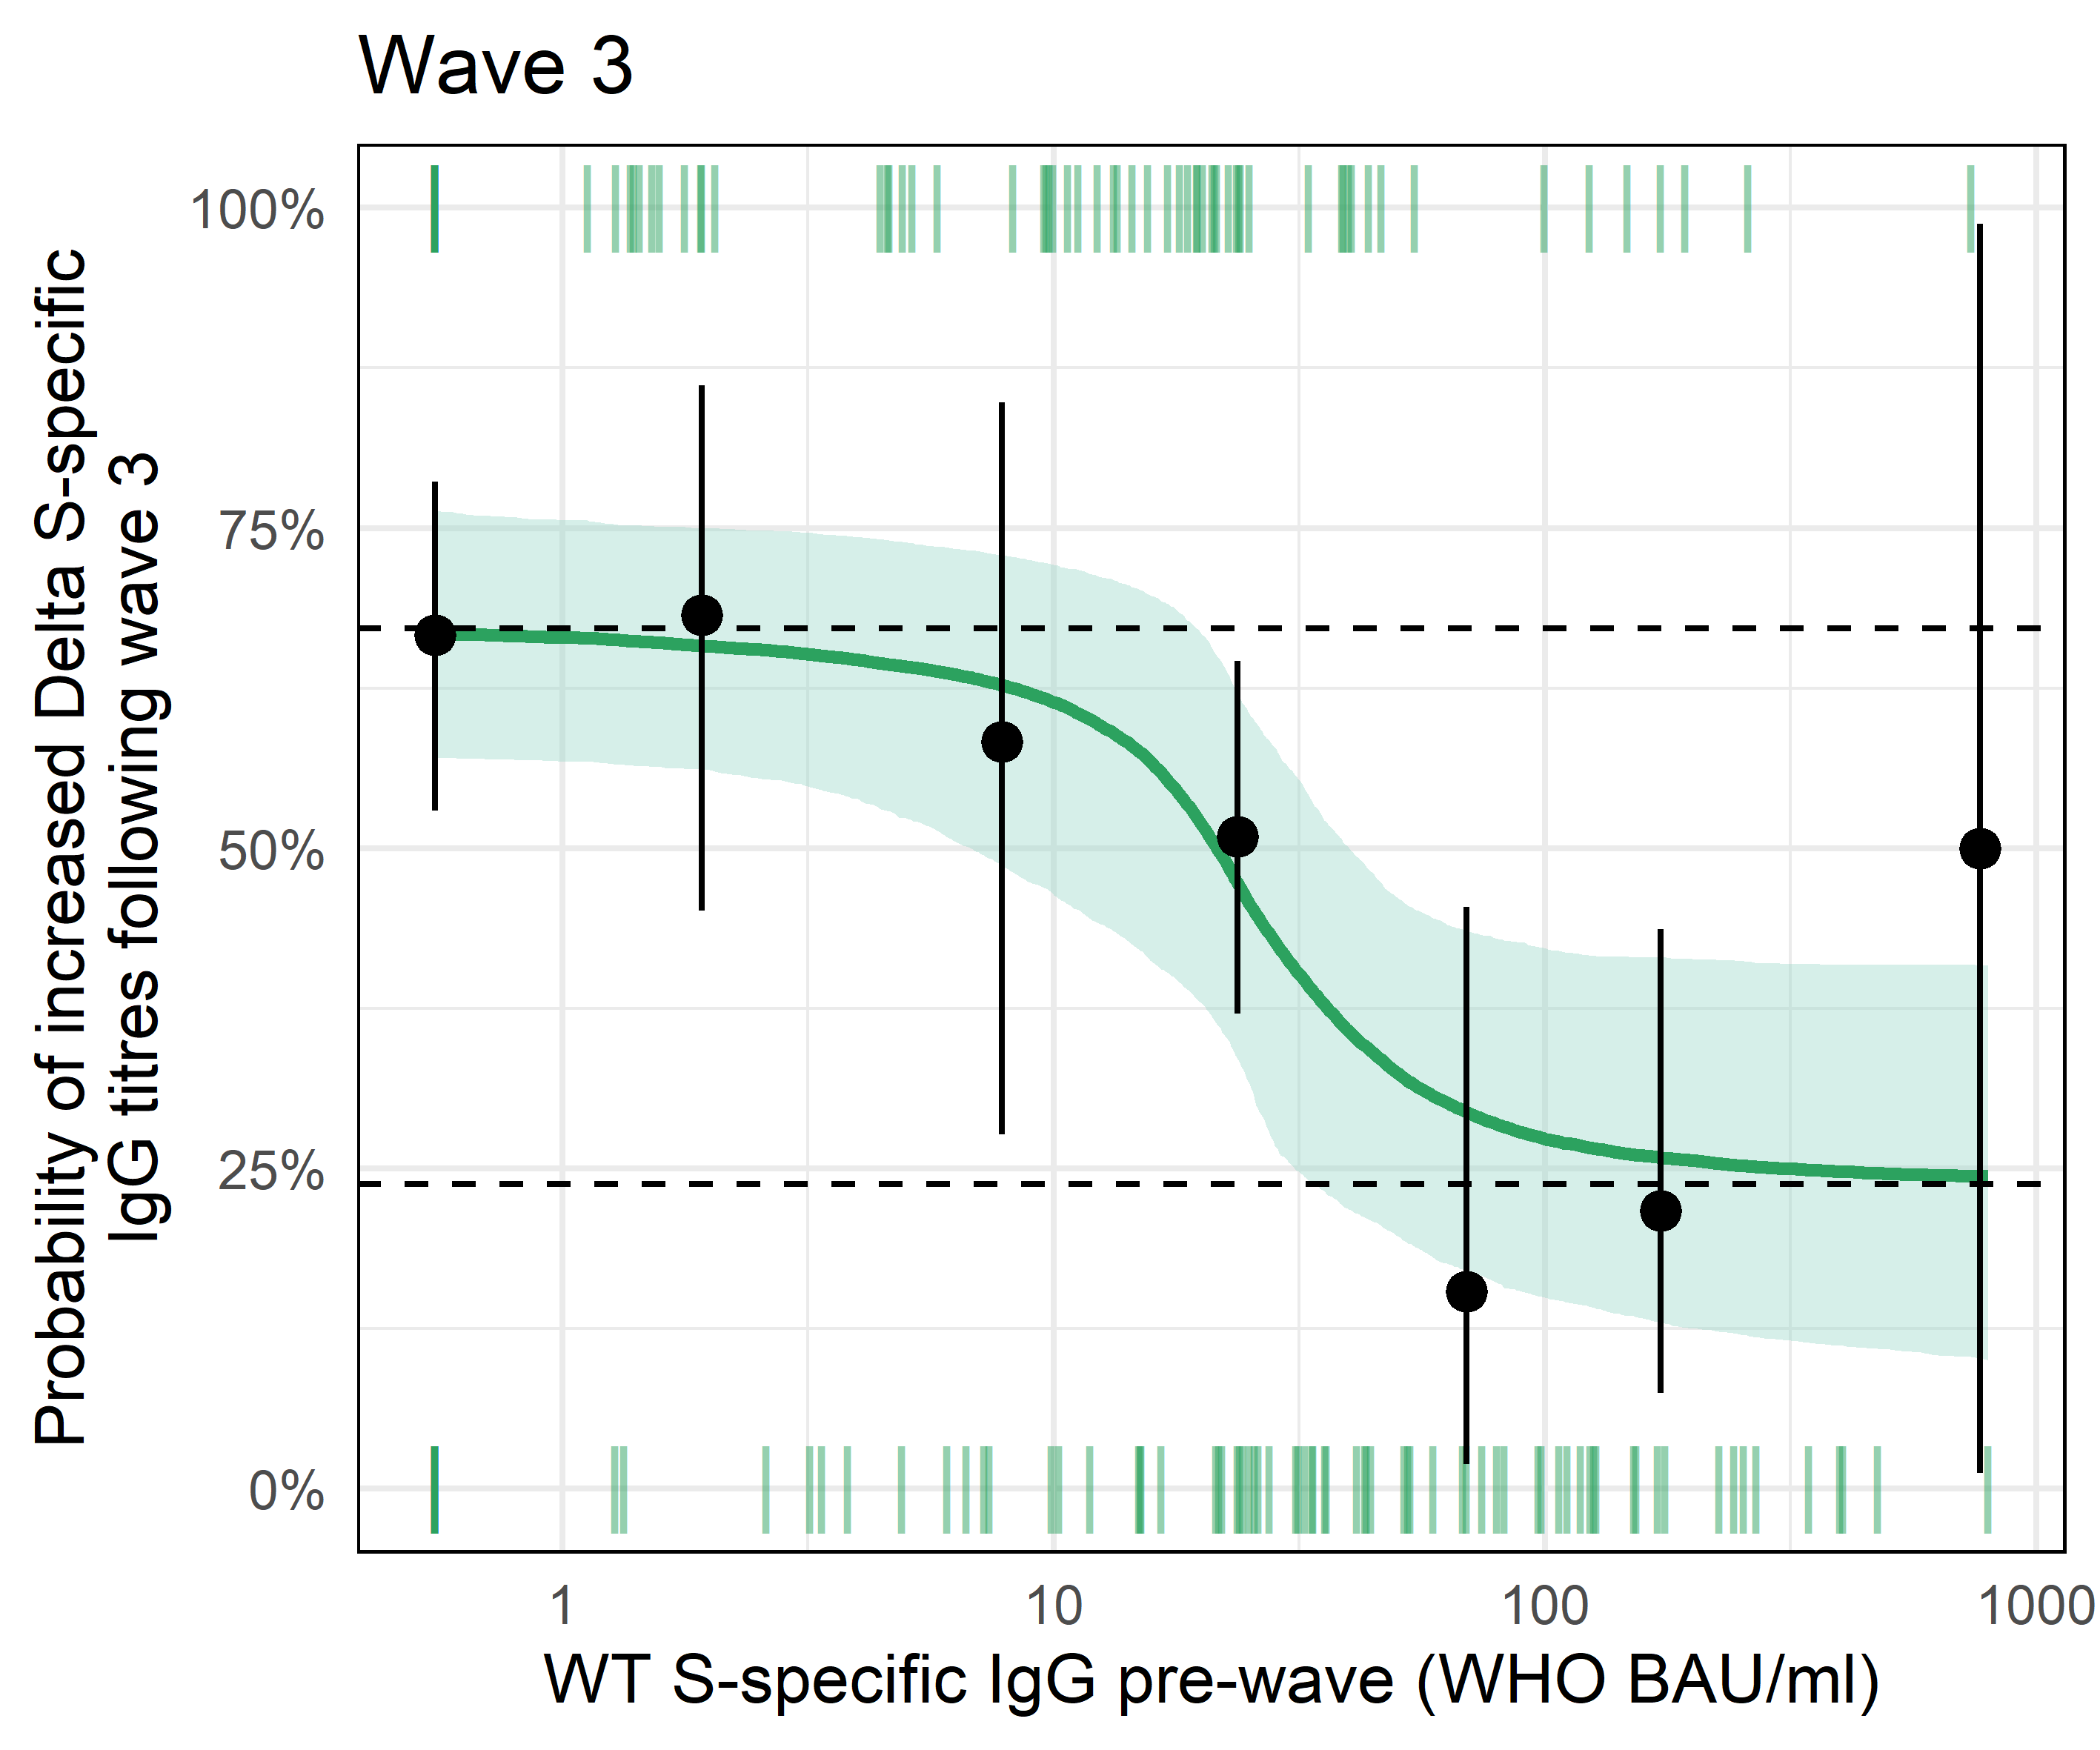 Wave 3
Probability of increased Delta S-specific
IgG titres following wave 3
100%
75%
50%
25%
0%
1
10
100
1000
WT S-specific IgG pre-wave (WHO BAU/ml)